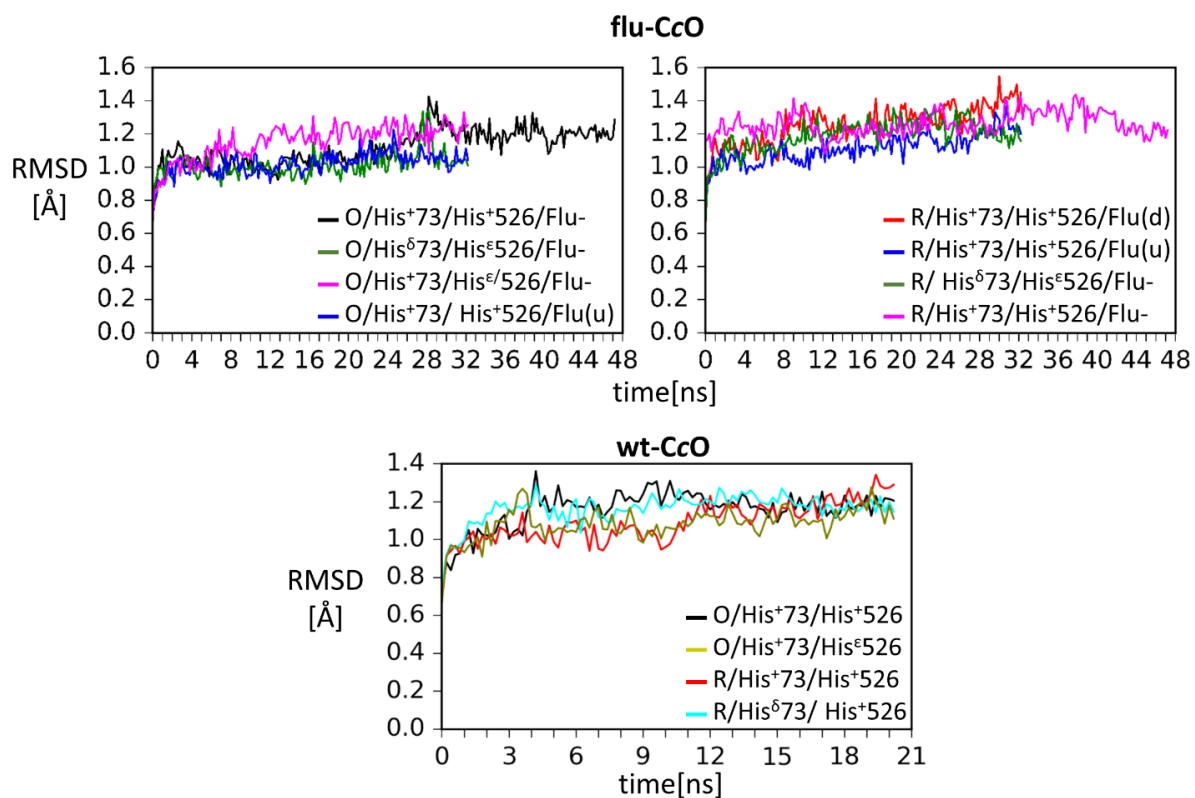 flu-CcO
1.6
1.4
1.2
1.0
0.8
0.6
0.4
0.2
0.0
RMSD
[Å]
O/His⁺73/His⁺526/Flu-
O/Hisᵟ73/Hisᵋ526/Flu-
O/His⁺73/Hisᵋ/526/Flu-
O/His⁺73/ His⁺526/Flu(u)
0 4 8 12 16 20 24 28 32 36 40 44 48
1.6
1.4
1.2
1.0
0.8
0.6
0.4
0.2
0.0
R/His⁺73/His⁺526/Flu(d)
R/His⁺73/His⁺526/Flu(u)
R/ Hisᵟ73/Hisᵋ526/Flu-
R/His⁺73/His⁺526/Flu-
0 4 8 12 16 20 24 28 32 36 40 44 48
time[ns]
wt-CcO
1.4
1.2
1.0
0.8
0.6
0.4
0.2
0.0
RMSD
[Å]
O/His⁺73/His⁺526
O/His⁺73/Hisᵋ526
R/His⁺73/His⁺526
R/Hisᵟ73/ His⁺526
0 3 6 9 12 15 18 21
time[ns]